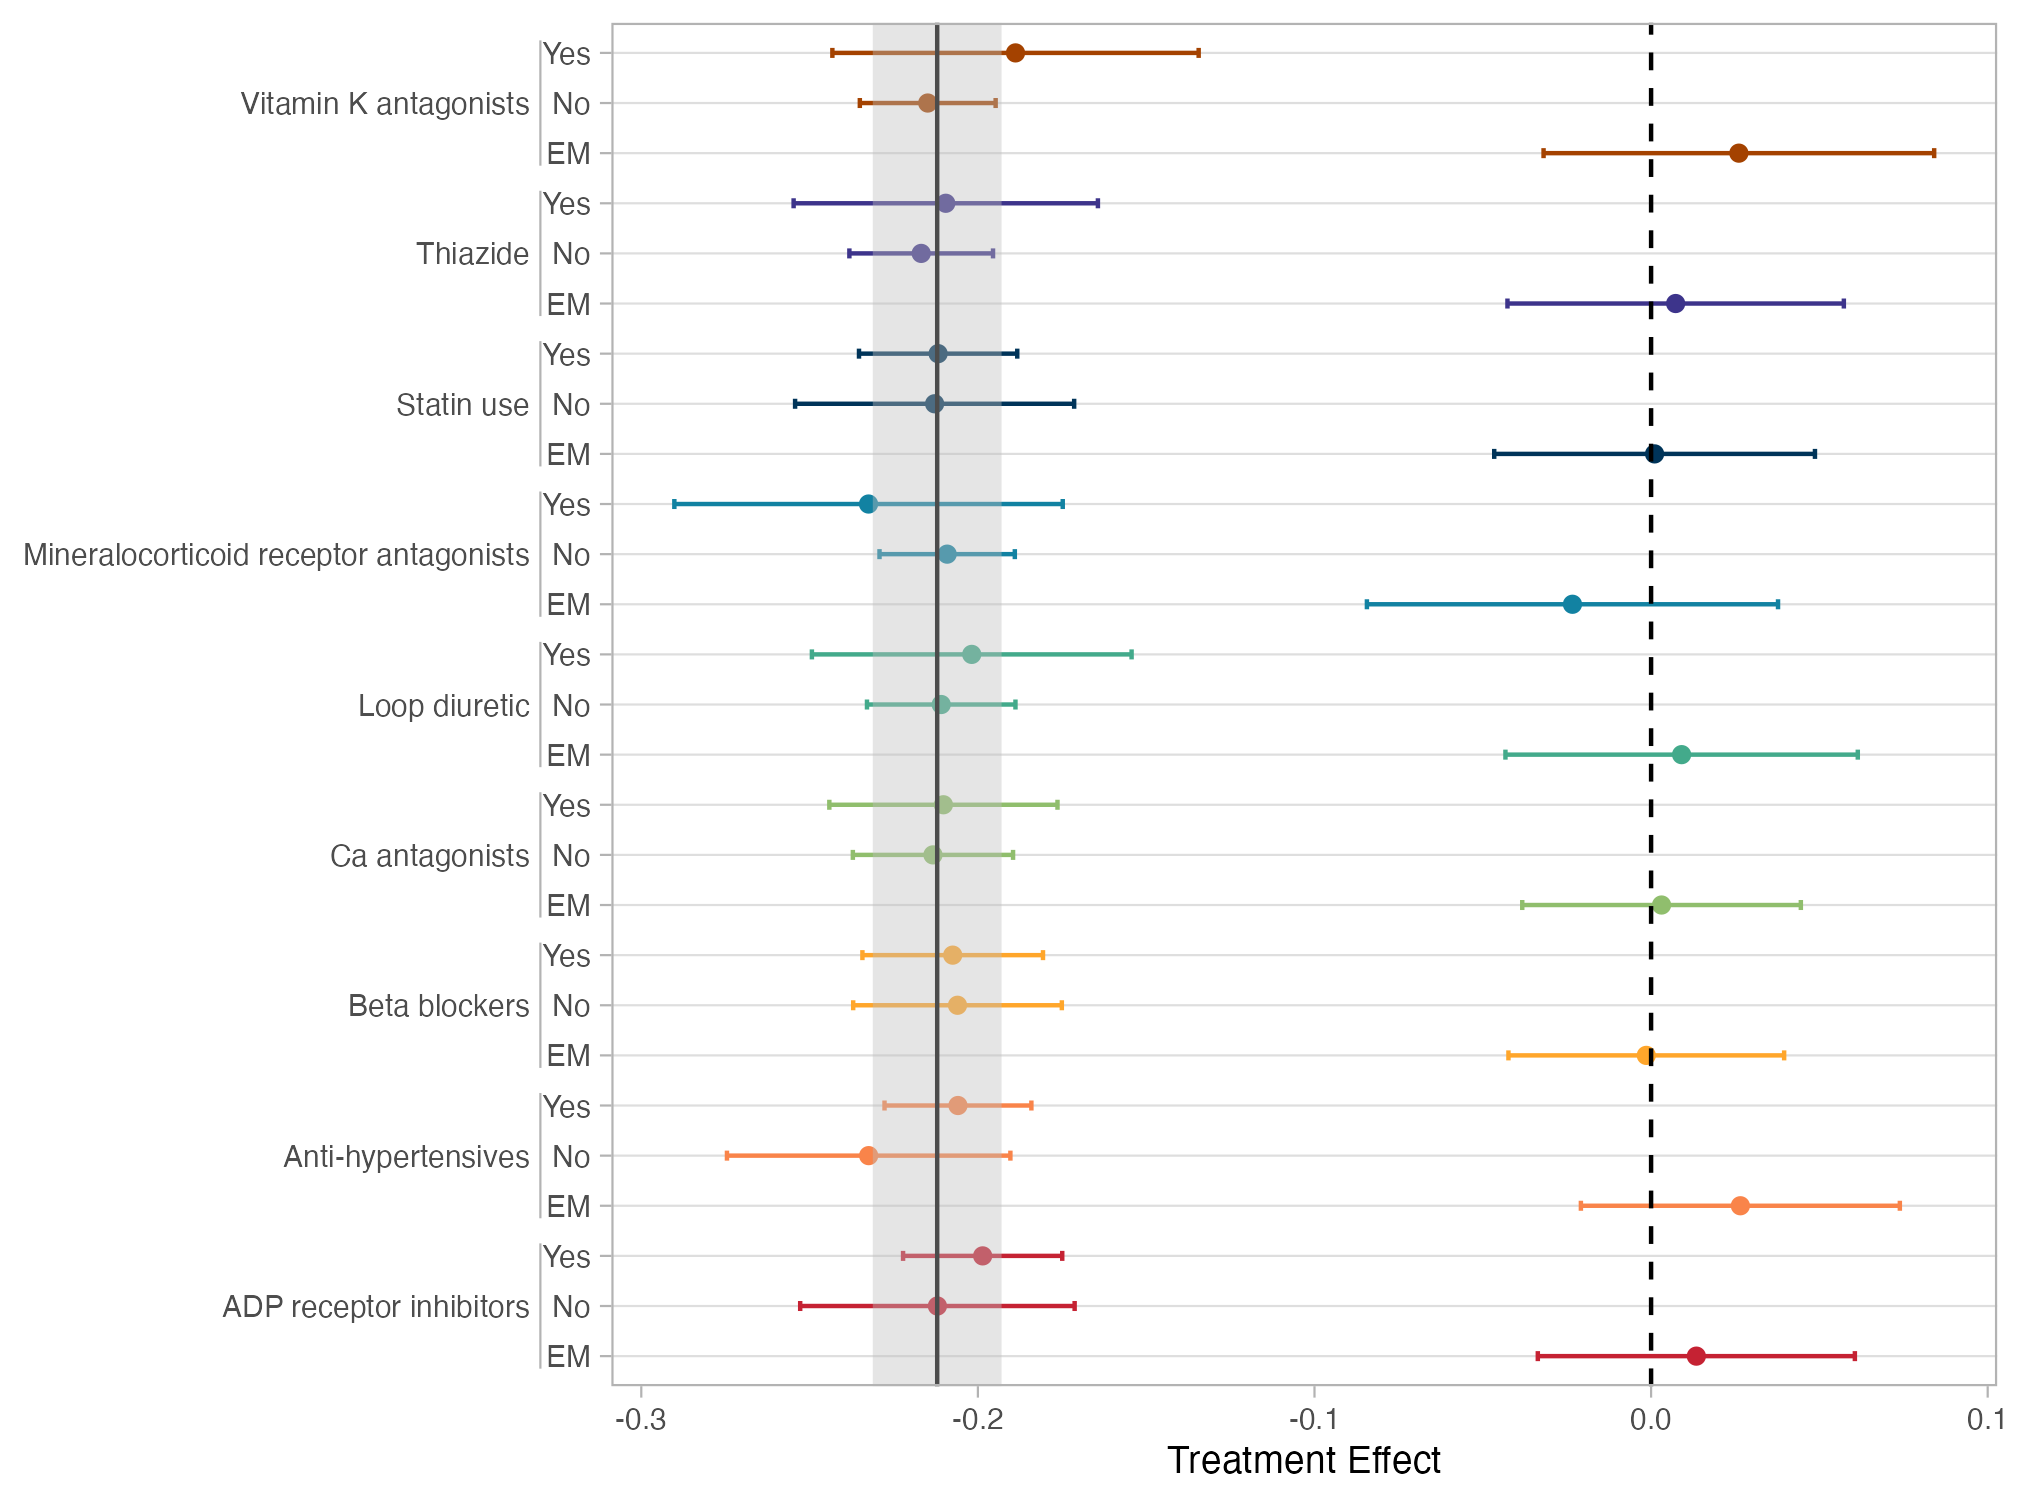 Yes
Vitamin K antagonists No
EM
Yes
Thiazide No
EM
Yes
Statin use No
EM
Yes
Mineralocorticoid receptor antagonists No
EM
Yes
Loop diuretic No
EM
Yes
Ca antagonists No
EM
Yes
Beta blockers No
EM
Yes
Anti-hypertensives No
EM
Yes
ADP receptor inhibitors No
EM
-0.3 -0.2 -0.1 0.0 0.1
Treatment Effect